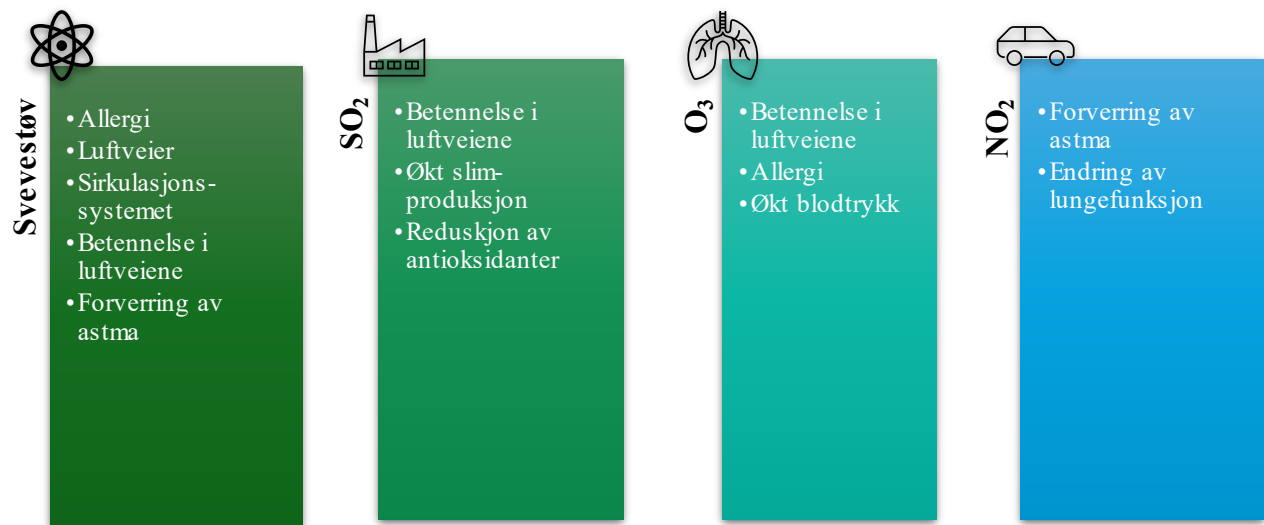 Svevestøv
•Allergi
•Luftveier
•Sirkulasjons-
systemet
•Betennelse i
luftveiene
•Forverring av
astma
SO₂
•Betennelse i
luftveiene
•Økt slim-
produksjon
•Reduskjon av
antioksidanter
O₃
•Betennelse i
luftveiene
•Allergi
•Økt blodtrykk
NO₂
•Forverring av
astma
•Endring av
lungefunksjon